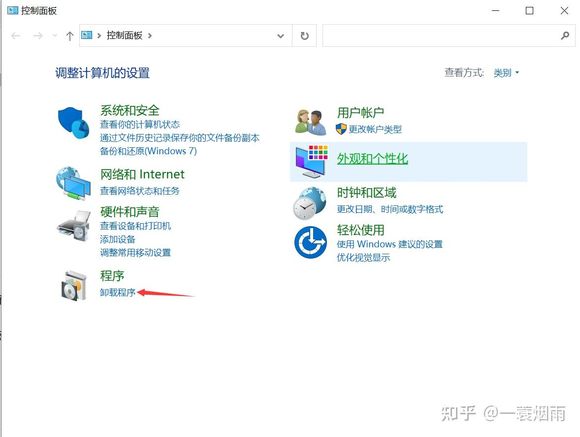 控制面板
控制面板
调整计算机的设置
查看方式: 类别
系统和安全
查看你的计算机状态
通过文件历史记录保存你的文件备份副本
备份和还原(Windows 7)
网络和 Internet
查看网络状态和任务
硬件和声音
查看设备和打印机
添加设备
调整常用移动设置
程序
卸载程序
用户帐户
更改帐户类型
外观和个性化
时钟和区域
更改日期、时间或数字格式
轻松使用
使用 Windows 建议的设置
优化视觉显示
知乎 @一蓑烟雨